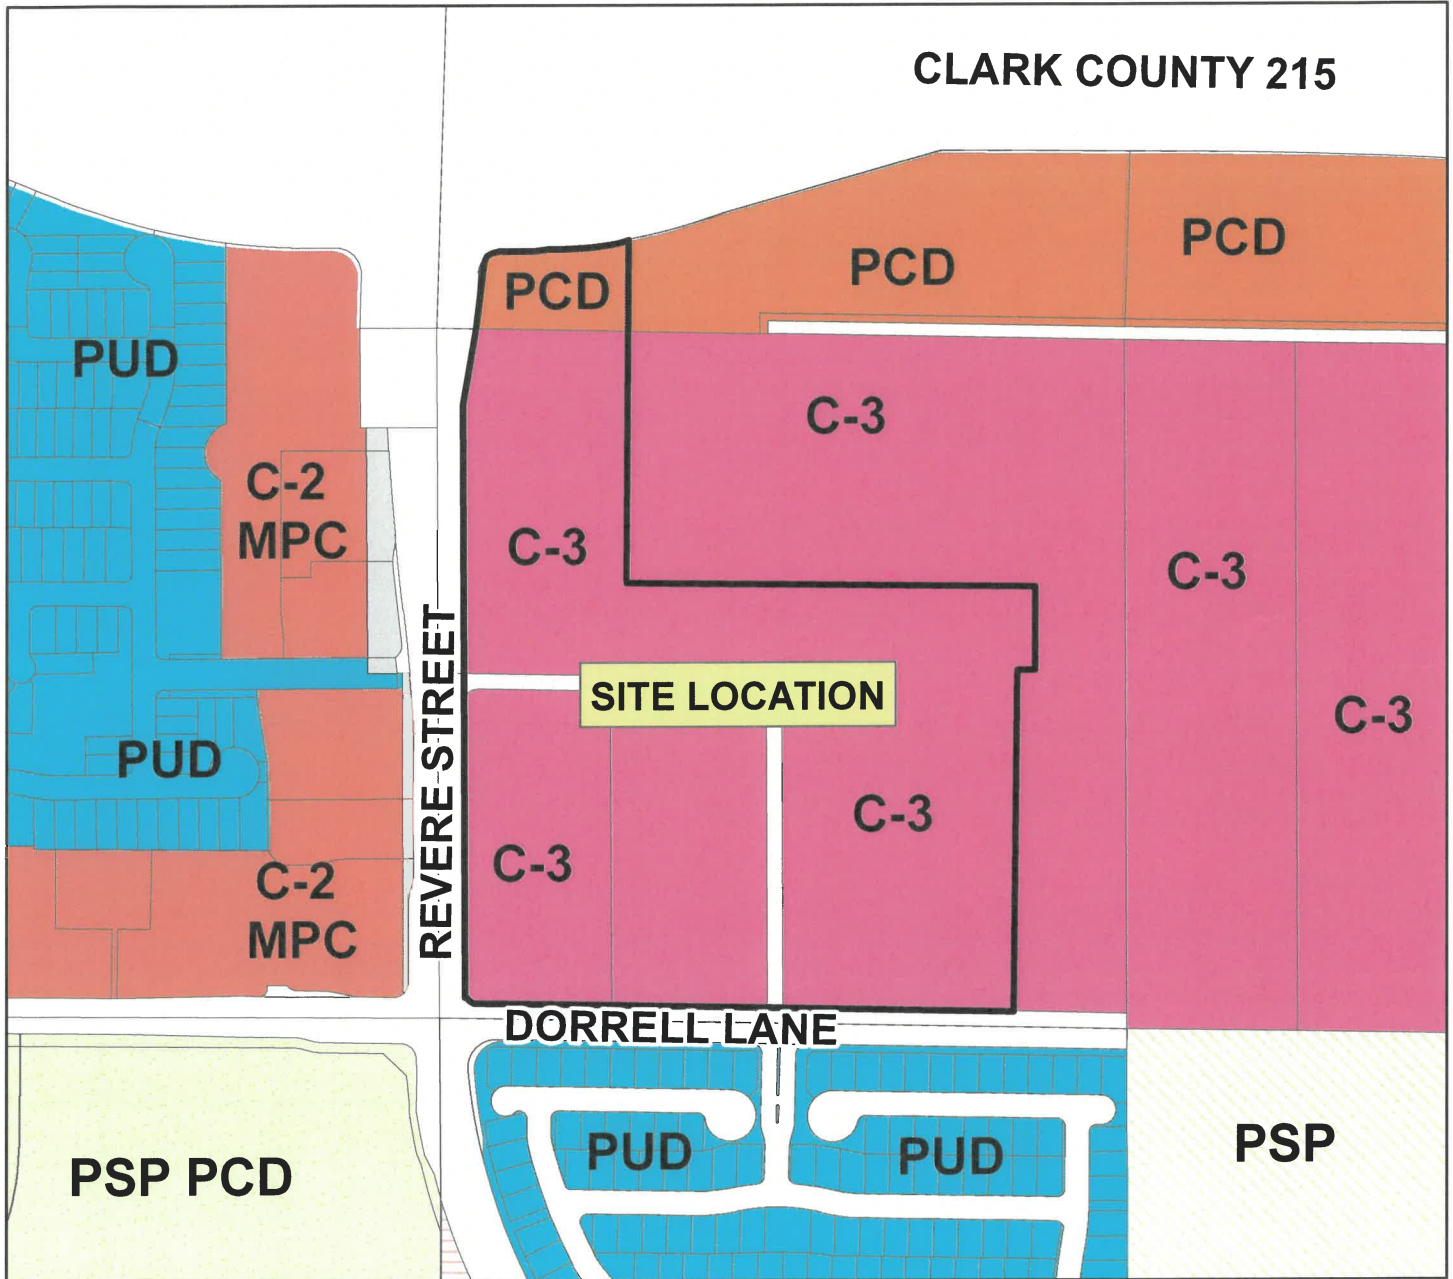 CLARK COUNTY 215
PCD
PCD
PCD
PUD
C-3
C-2
MPC
C-3
C-3
REVERE STREET
SITE LOCATION
C-3
PUD
C-3
C-3
C-2
MPC
DORRELL LANE
PUD
PUD
PSP
PSP PCD